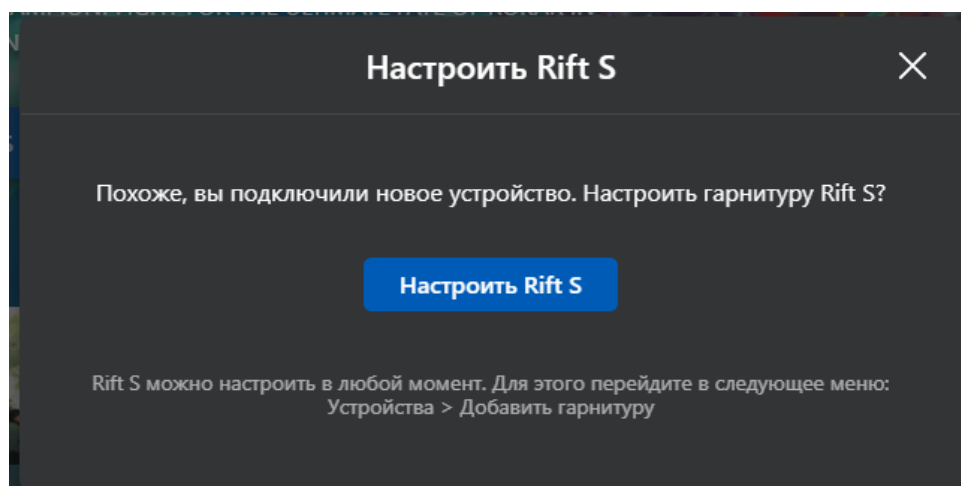 Настроить Rift S
Похоже, вы подключили новое устройство. Настроить гарнитуру Rift S?
Настроить Rift S
Rift S можно настроить в любой момент. Для этого перейдите в следующее меню:
Устройства > Добавить гарнитуру